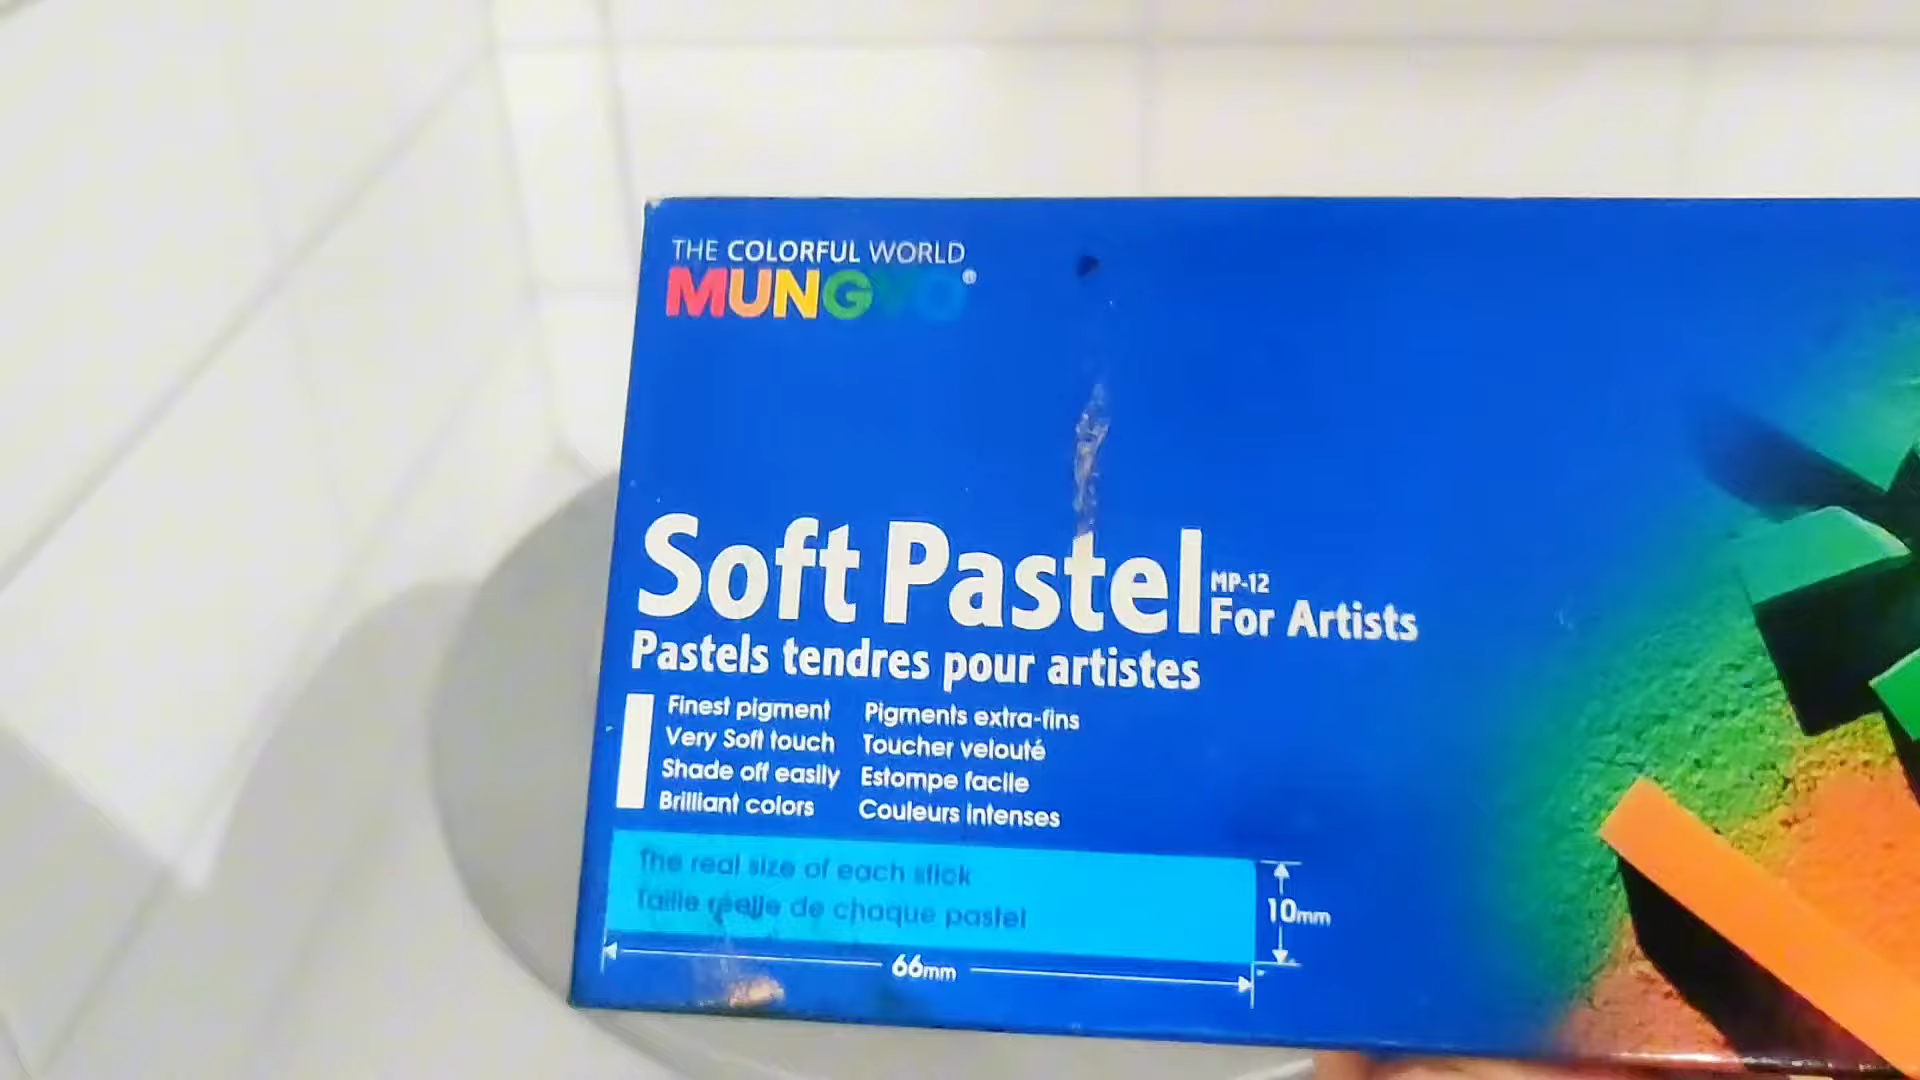 THE COLORFUL WORLD
MUNGYO®
Soft Pastel
MP-12
For Artists
Pastels tendres pour artistes
Finest pigment Pigments extra-fins
Very Soft touch Toucher velouté
Shade off easily Estompe facile
Brilliant colors Couleurs intenses
The real size of each stick
Taille réelle de chaque pastel
10mm
66mm